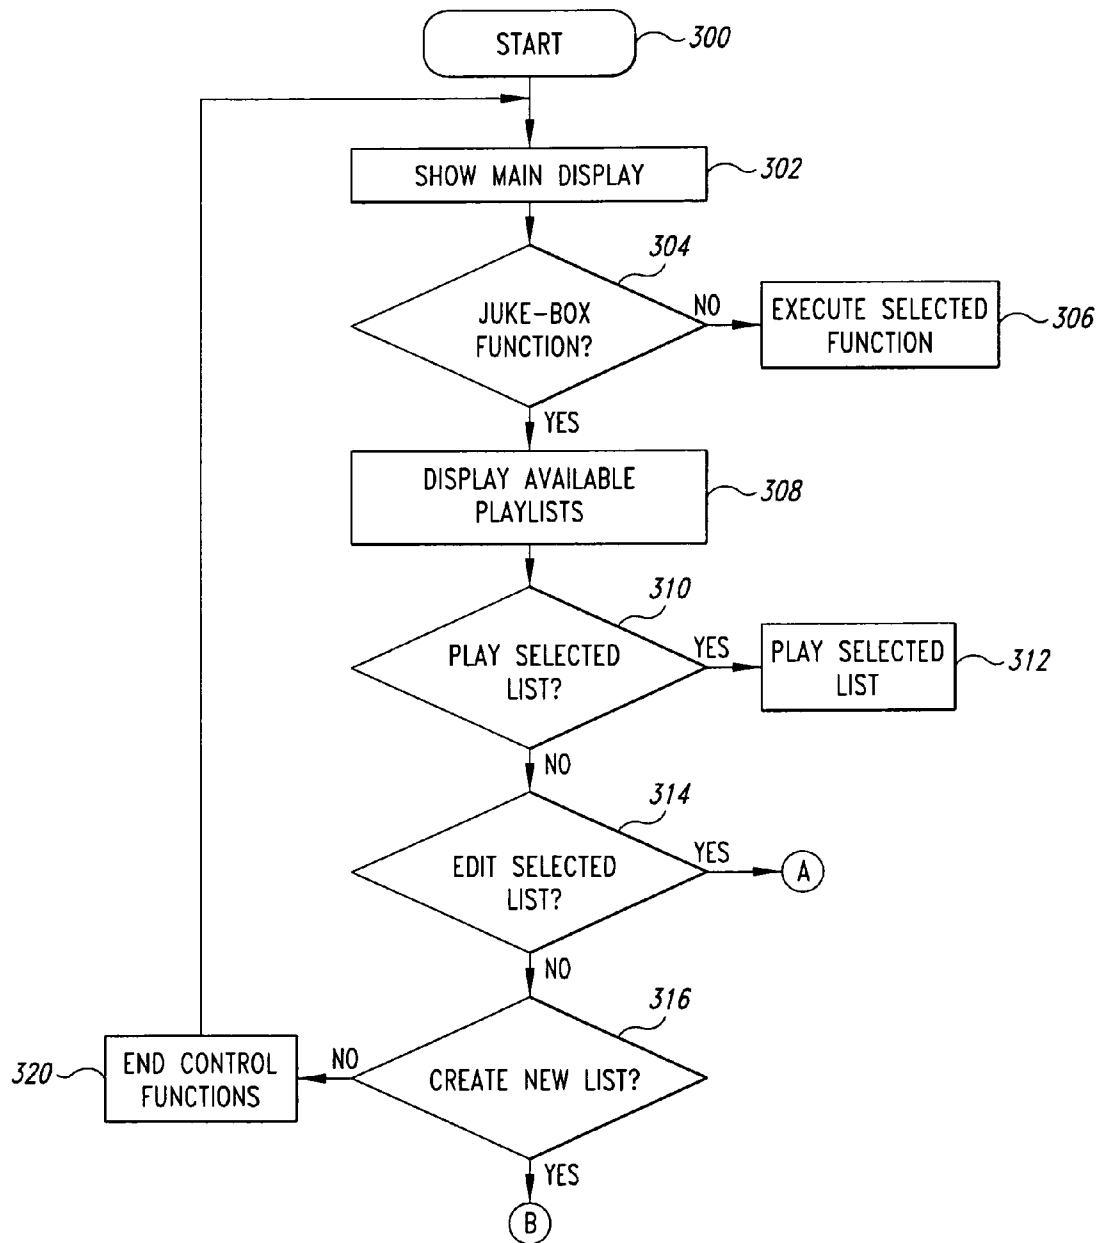 START
300
SHOW MAIN DISPLAY
302
304
JUKE-BOX
FUNCTION?
NO
EXECUTE SELECTED
FUNCTION
306
YES
DISPLAY AVAILABLE
PLAYLISTS
308
310
PLAY SELECTED
LIST?
YES
PLAY SELECTED
LIST
312
NO
314
EDIT SELECTED
LIST?
YES
A
NO
316
CREATE NEW LIST?
NO
END CONTROL
FUNCTIONS
320
YES
B